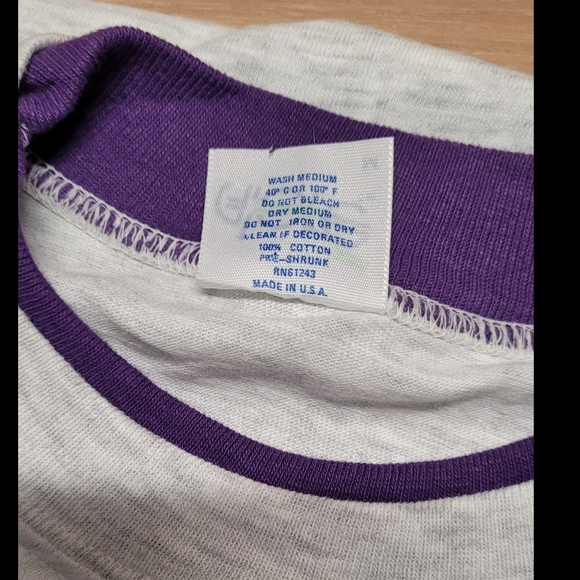 WASH MEDIUM
40° C OR 100° F
DO NOT BLEACH
DRY MEDIUM
DO NOT IRON OR DRY
CLEAN IF DECORATED
100% COTTON
PRE-SHRUNK
RN61243
MADE IN U.S.A.